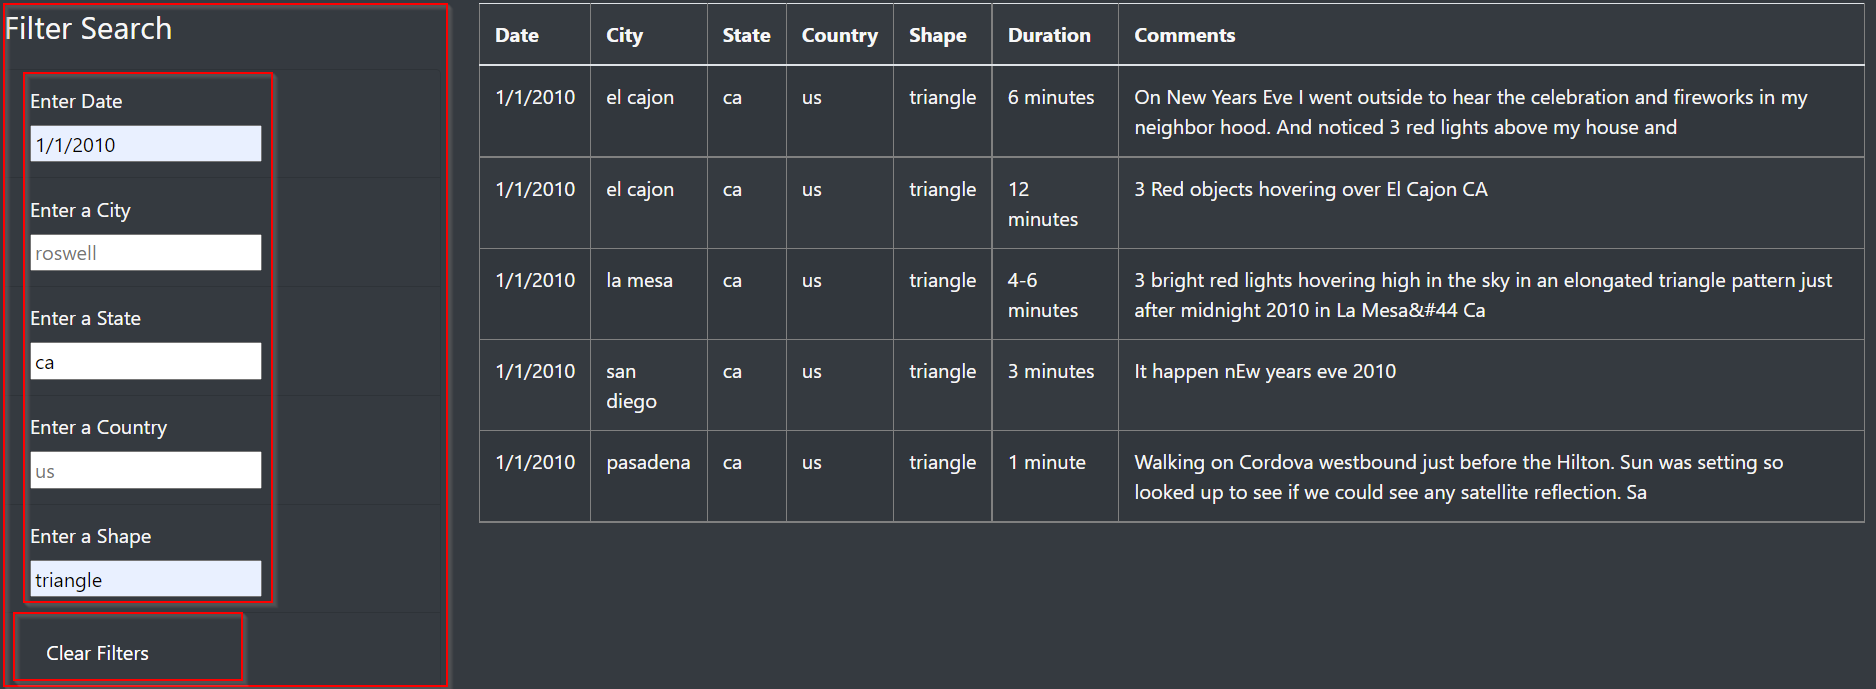 Filter Search
Enter Date
1/1/2010
Enter a City
roswell
Enter a State
ca
Enter a Country
us
Enter a Shape
triangle
Clear Filters
Date City State Country Shape Duration Comments
1/1/2010 el cajon ca us triangle 6 minutes On New Years Eve I went outside to hear the celebration and fireworks in my
neighbor hood. And noticed 3 red lights above my house and
1/1/2010 el cajon ca us triangle 12 3 Red objects hovering over El Cajon CA
minutes
1/1/2010 la mesa ca us triangle 4-6 3 bright red lights hovering high in the sky in an elongated triangle pattern just
minutes after midnight 2010 in La Mesa&#44 Ca
1/1/2010 san ca us triangle 3 minutes It happen nEw years eve 2010
diego
1/1/2010 pasadena ca us triangle 1 minute Walking on Cordova westbound just before the Hilton. Sun was setting so
looked up to see if we could see any satellite reflection. Sa